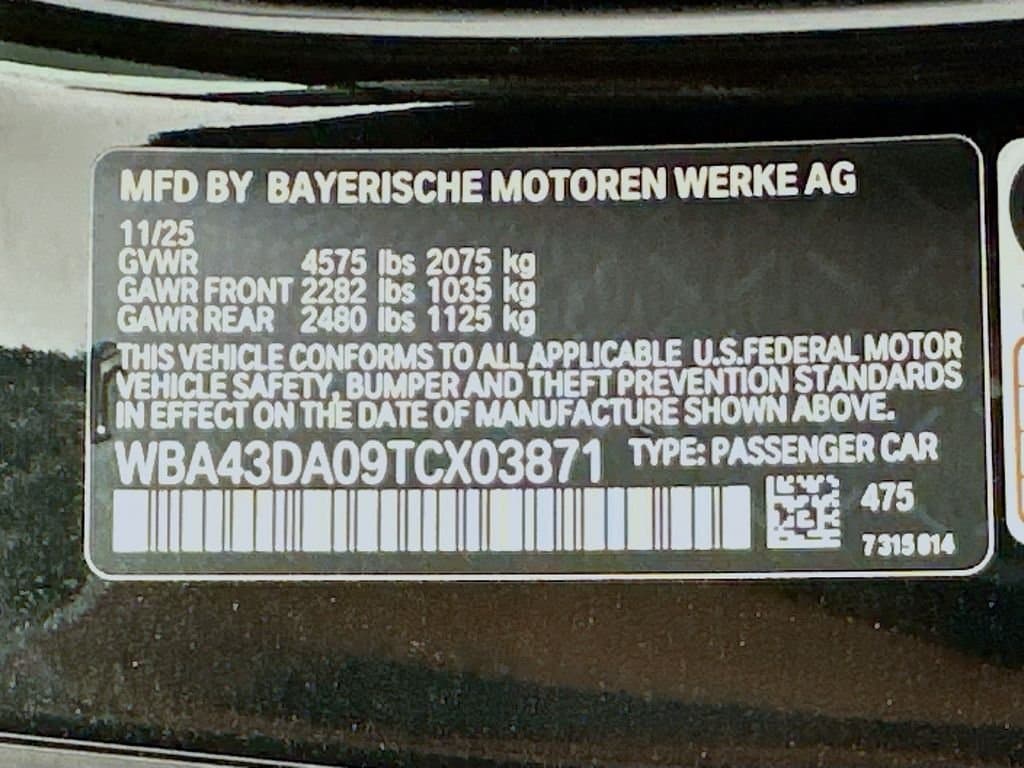 MFD BY BAYERISCHE MOTOREN WERKE AG
11/25
GVWR 4575 lbs 2075 kg
GAWR FRONT 2282 lbs 1035 kg
GAWR REAR 2480 lbs 1125 kg
THIS VEHICLE CONFORMS TO ALL APPLICABLE U.S.FEDERAL MOTOR
VEHICLE SAFETY, BUMPER AND THEFT PREVENTION STANDARDS
IN EFFECT ON THE DATE OF MANUFACTURE SHOWN ABOVE.
WBA43DA09TCX03871 TYPE: PASSENGER CAR
475
7315814